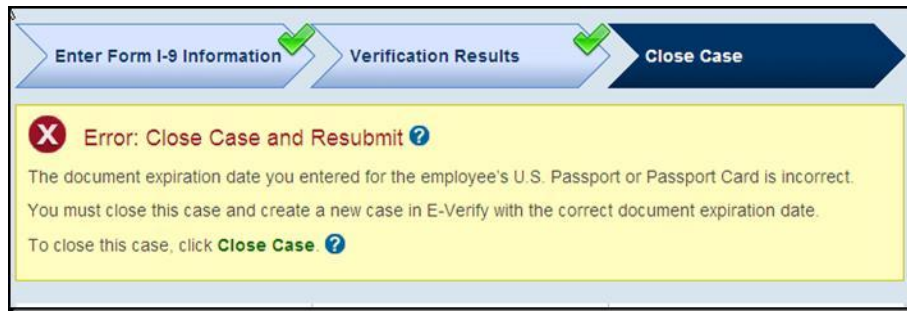 Enter Form I-9 Information
Verification Results
Close Case
Error: Close Case and Resubmit ?
The document expiration date you entered for the employee's U.S. Passport or Passport Card is incorrect.
You must close this case and create a new case in E-Verify with the correct document expiration date.
To close this case, click Close Case. ?